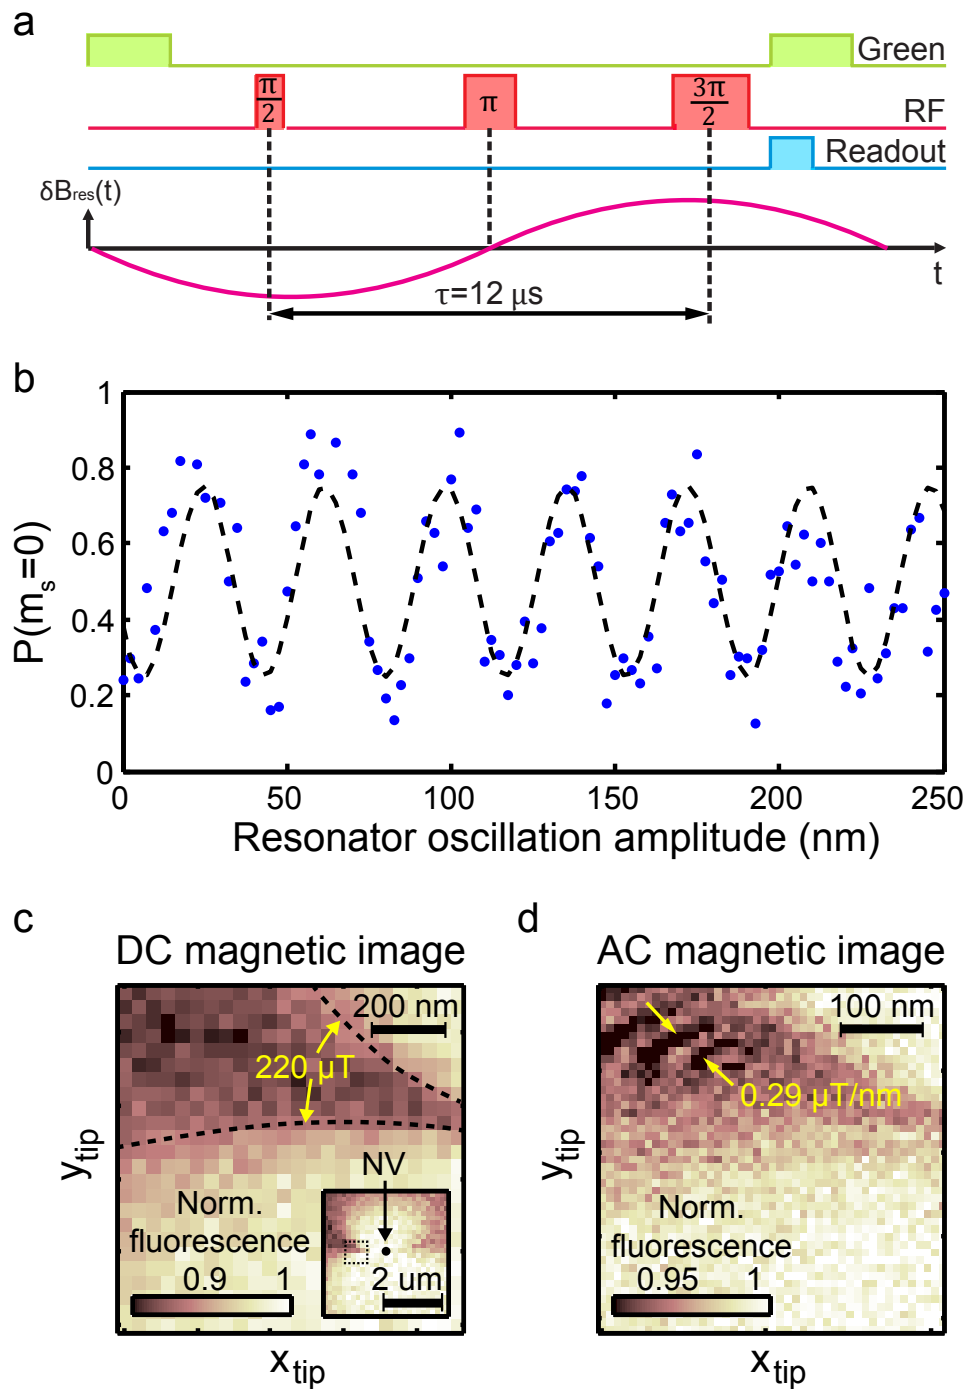 a
Green
π/2 π 3π/2
RF
Readout
δBres(t)
t
τ=12 μs
b
1
0.8
0.6
0.4
0.2
0
P(ms=0)
0 50 100 150 200 250
Resonator oscillation amplitude (nm)
c
DC magnetic image
200 nm
220 μT
ytip
NV
Norm.
fluorescence
0.9 1
2 um
xtip
d
AC magnetic image
100 nm
0.29 μT/nm
ytip
Norm.
fluorescence
0.95 1
xtip